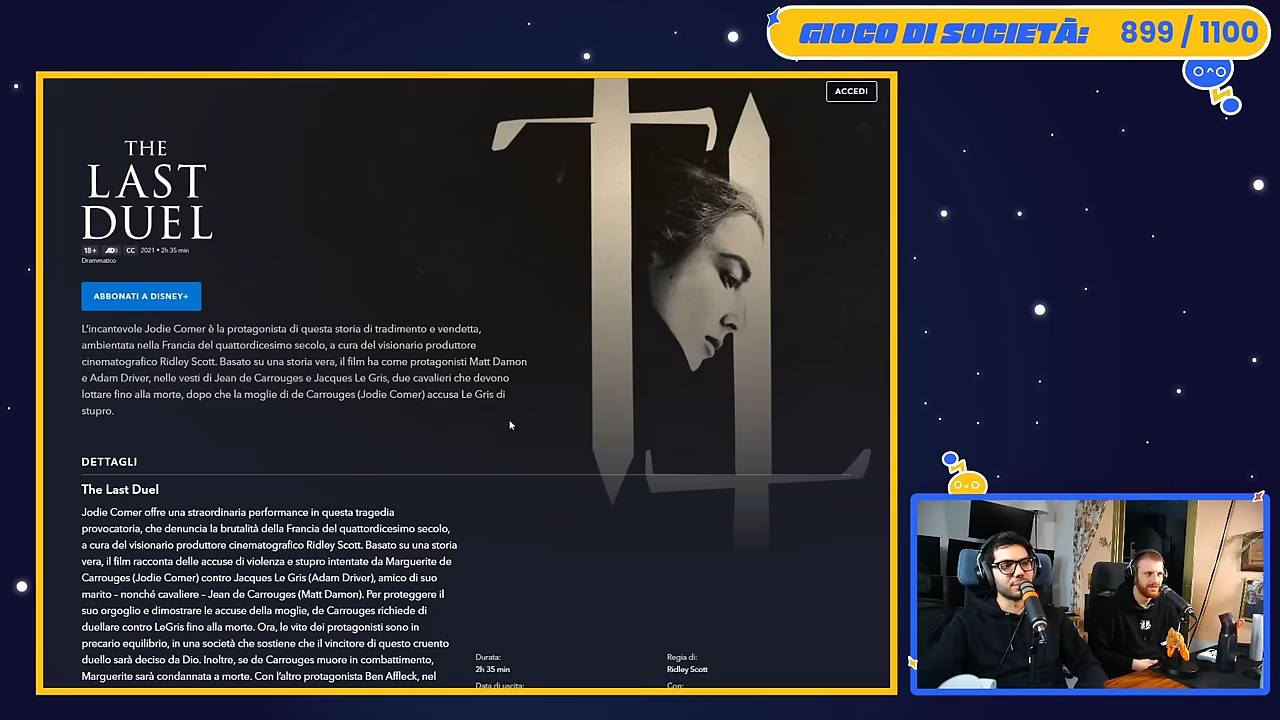 GIOCO DI SOCIETÀ: 899 / 1100
ACCEDI
THE
LAST
DUEL
18+ AD CC 2021 • 2h 35 min
Drammatico
ABBONATI A DISNEY+
L'incantevole Jodie Comer è la protagonista di questa storia di tradimento e vendetta,
ambientata nella Francia del quattordicesimo secolo, a cura del visionario produttore
cinematografico Ridley Scott. Basato su una storia vera, il film ha come protagonisti Matt Damon
e Adam Driver, nelle vesti di Jean de Carrouges e Jacques Le Gris, due cavalieri che devono
lottare fino alla morte, dopo che la moglie di de Carrouges (Jodie Comer) accusa Le Gris di
stupro.
DETTAGLI
The Last Duel
Jodie Comer offre una straordinaria performance in questa tragedia
provocatoria, che denuncia la brutalità della Francia del quattordicesimo secolo,
a cura del visionario produttore cinematografico Ridley Scott. Basato su una storia
vera, il film racconta delle accuse di violenza e stupro intentate da Marguerite de
Carrouges (Jodie Comer) contro Jacques Le Gris (Adam Driver), amico di suo
marito – nonché cavaliere – Jean de Carrouges (Matt Damon). Per proteggere il
suo orgoglio e dimostrare le accuse della moglie, de Carrouges richiede di
duellare contro LeGris fino alla morte. Ora, le vite dei protagonisti sono in
precario equilibrio, in una società che sostiene che il vincitore di questo cruento
duello sarà deciso da Dio. Inoltre, se de Carrouges muore in combattimento,
Marguerite sarà condannata a morte. Con l'altro protagonista Ben Affleck, nel
Durata:
2h 35 min
Data di uscita:
Regia di:
Ridley Scott
Con: